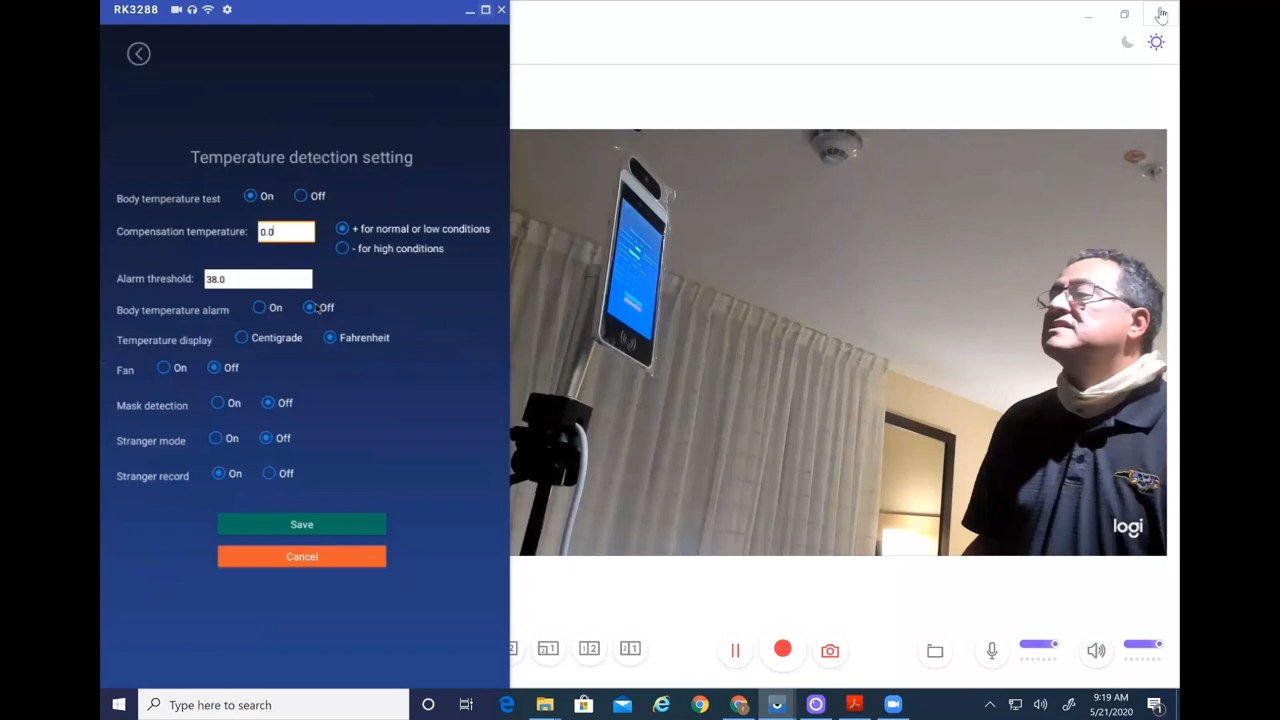 RK3288
Temperature detection setting
Body temperature test On Off
Compensation temperature: 0.0 + for normal or low conditions
- for high conditions
Alarm threshold: 38.0
Body temperature alarm On Off
Temperature display Centigrade Fahrenheit
Fan On Off
Mask detection On Off
Stranger mode On Off
Stranger record On Off
Save
Cancel
logi
Type here to search
9:19 AM
5/21/2020